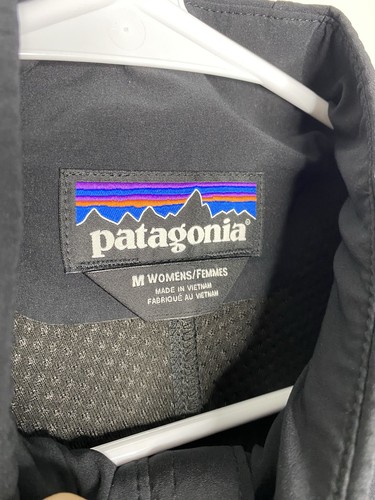 patagonia®
M WOMENS/FEMMES
MADE IN VIETNAM
FABRIQUÉ AU VIETNAM